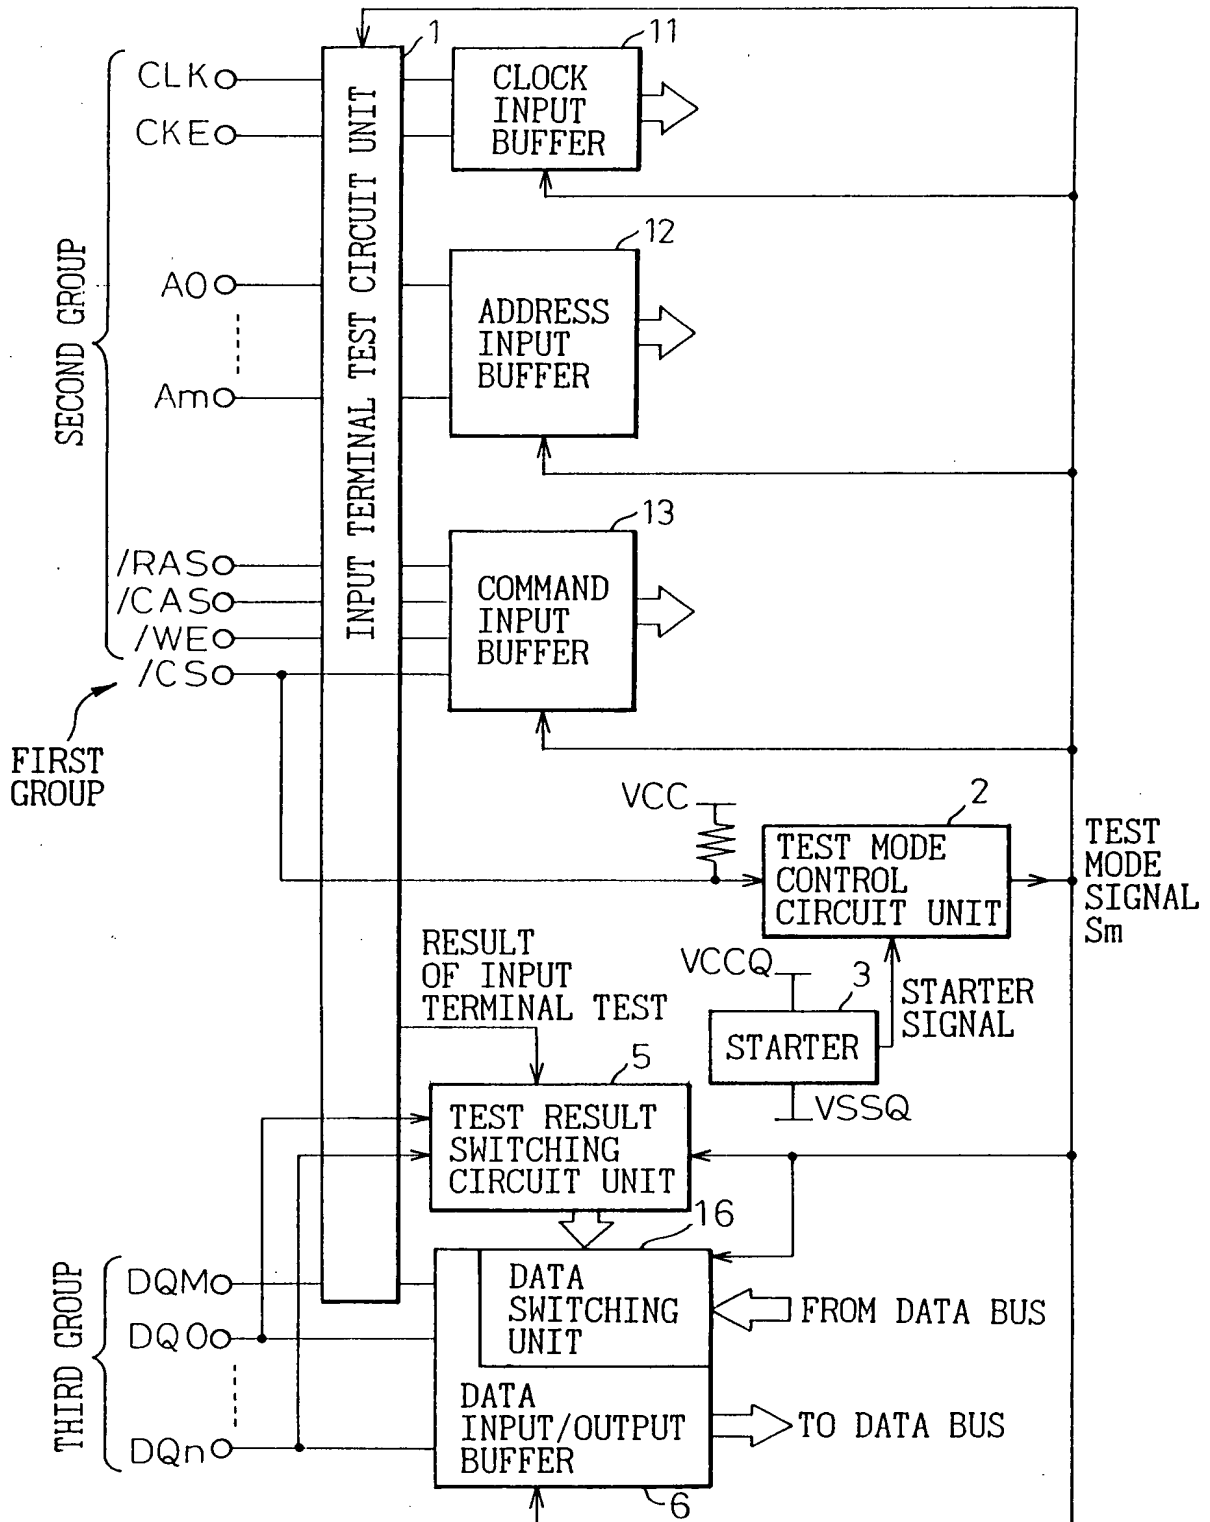 1
11
CLK
CKE
CLOCK
INPUT
BUFFER
INPUT TERMINAL TEST CIRCUIT UNIT
SECOND GROUP
12
A0
Am
ADDRESS
INPUT
BUFFER
13
/RAS
/CAS
/WE
/CS
COMMAND
INPUT
BUFFER
FIRST
GROUP
VCC
2
TEST MODE
CONTROL
CIRCUIT UNIT
TEST
MODE
SIGNAL
Sm
RESULT
OF INPUT
TERMINAL TEST
VCCQ
3
STARTER
STARTER
SIGNAL
VSSQ
5
TEST RESULT
SWITCHING
CIRCUIT UNIT
16
THIRD GROUP
DQM
DQ0
DQn
DATA
SWITCHING
UNIT
FROM DATA BUS
DATA
INPUT/OUTPUT
BUFFER
TO DATA BUS
6